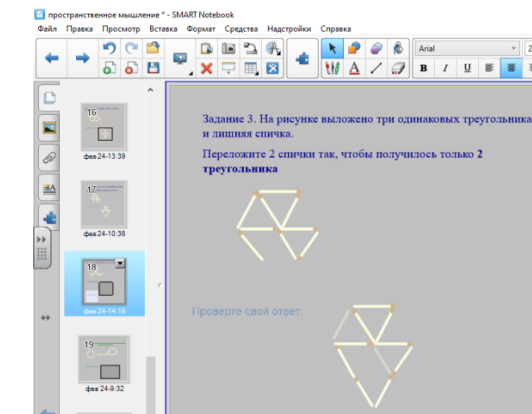 пространственное мышление * - SMART Notebook
Файл Правка Просмотр Вставка Формат Средства Надстройки Справка
Arial
B I U
Задание 3. На рисунке выложено три одинаковых треугольника
и лишняя спичка.
Переложите 2 спички так, чтобы получилось только 2
треугольника
Проверте свой ответ:
16
фев 24-13:39
17
фев 24-10:36
18
фев 24-14:16
19
фев 24-9:32